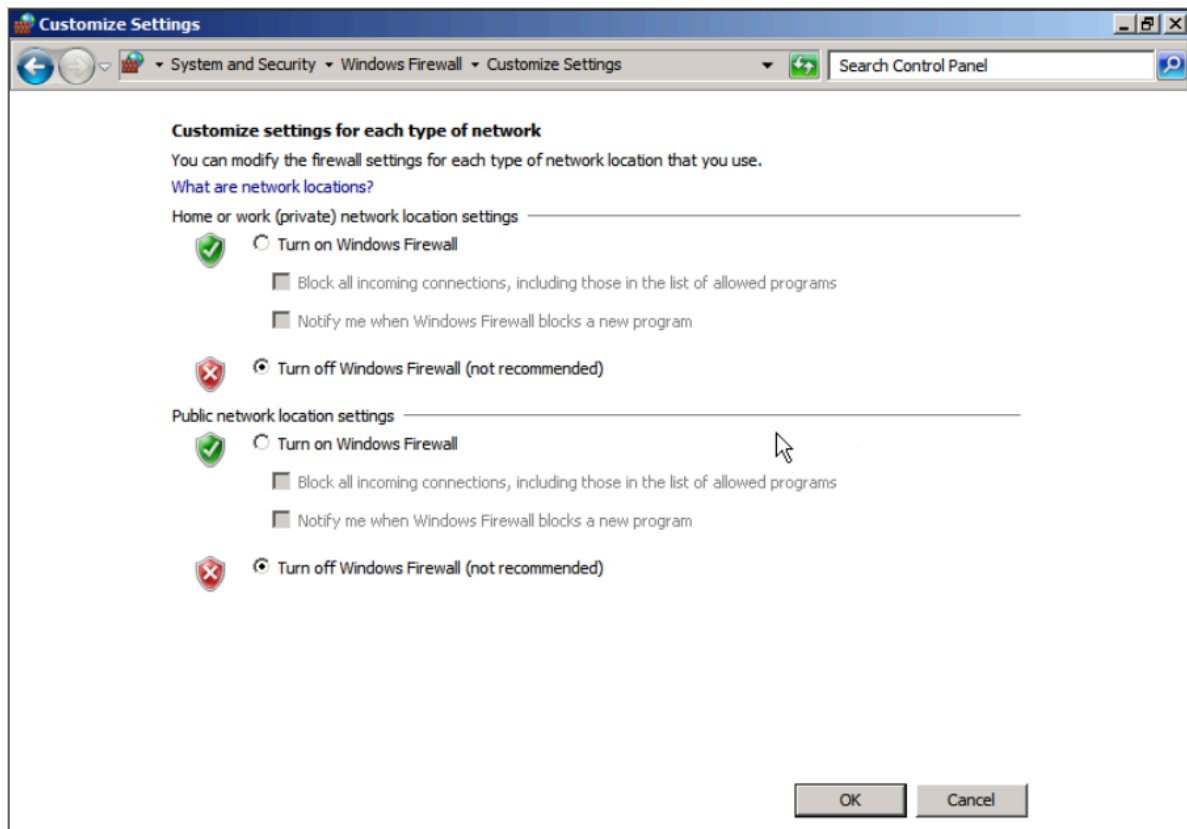 Customize Settings
System and Security Windows Firewall Customize Settings Search Control Panel
Customize settings for each type of network
You can modify the firewall settings for each type of network location that you use.
What are network locations?
Home or work (private) network location settings
Turn on Windows Firewall
Block all incoming connections, including those in the list of allowed programs
Notify me when Windows Firewall blocks a new program
Turn off Windows Firewall (not recommended)
Public network location settings
Turn on Windows Firewall
Block all incoming connections, including those in the list of allowed programs
Notify me when Windows Firewall blocks a new program
Turn off Windows Firewall (not recommended)
OK Cancel